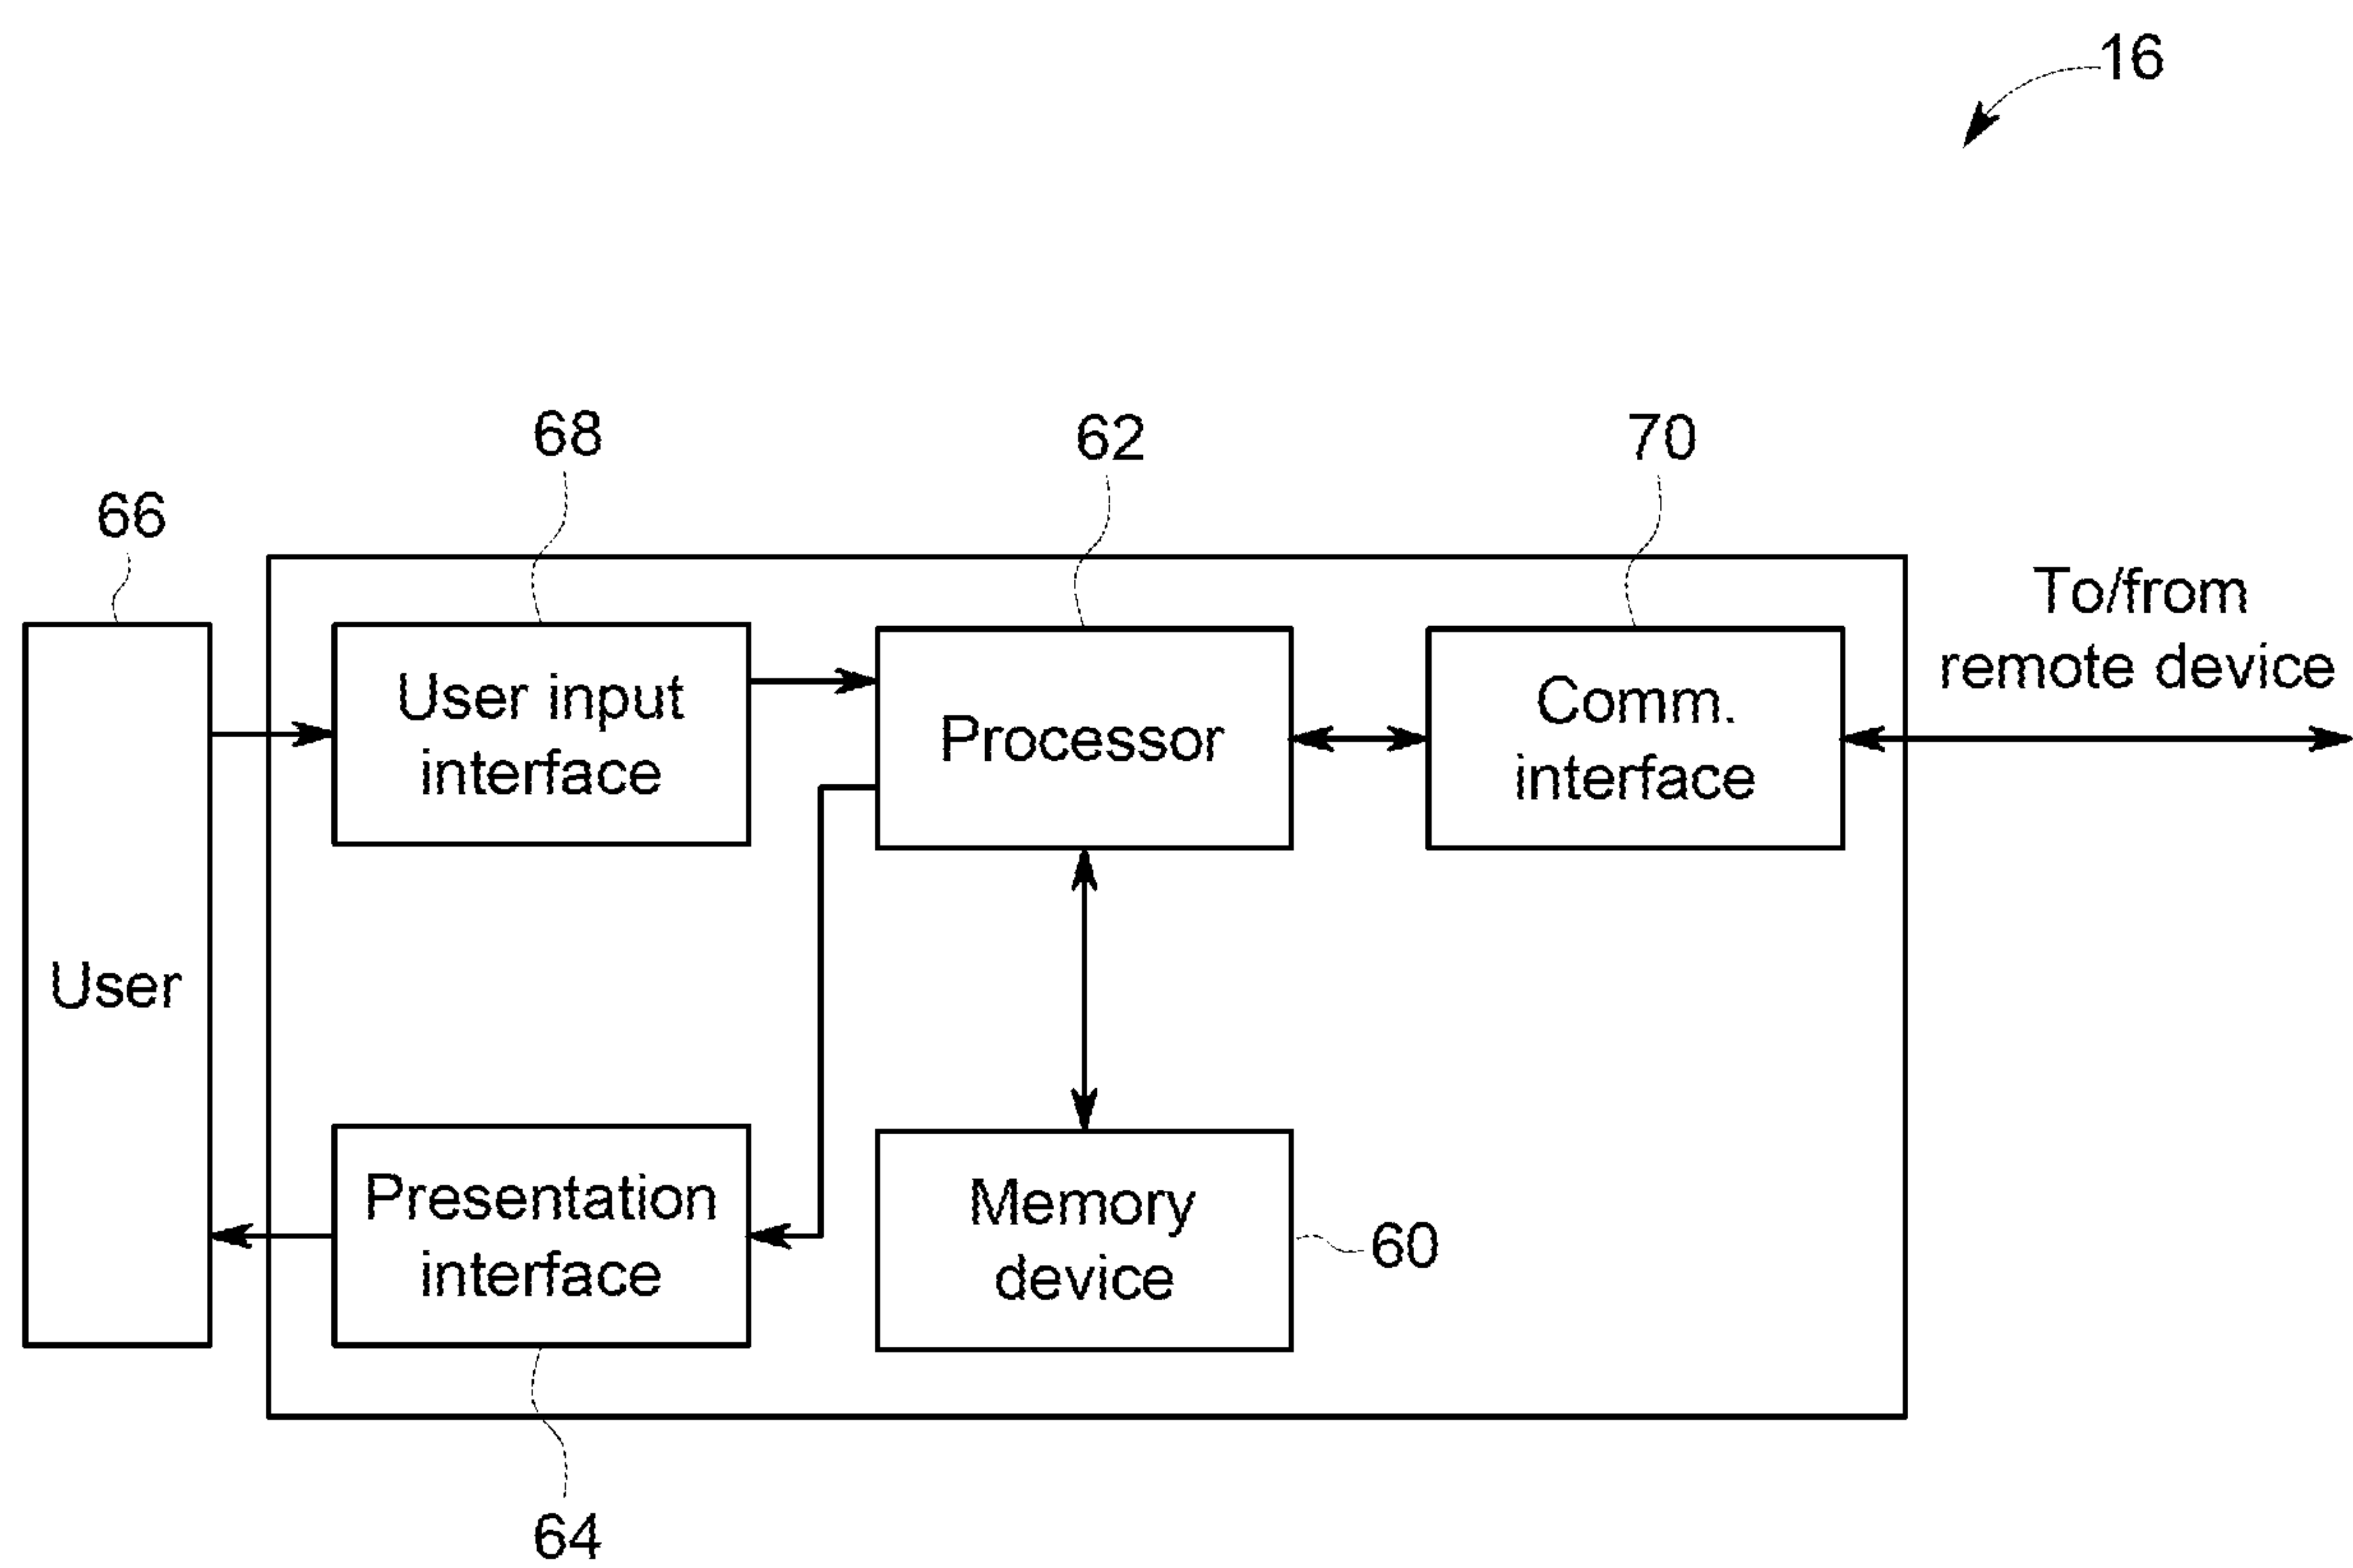 16
68
62
70
66
To/from
remote device
User input
interface
Processor
Comm.
interface
User
Presentation
interface
Memory
device
60
64